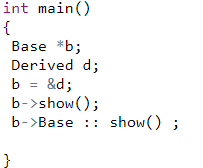 int main()
{
 Base *b;
 Derived d;
 b = &d;
 b->show();
 b->Base :: show() ;
}